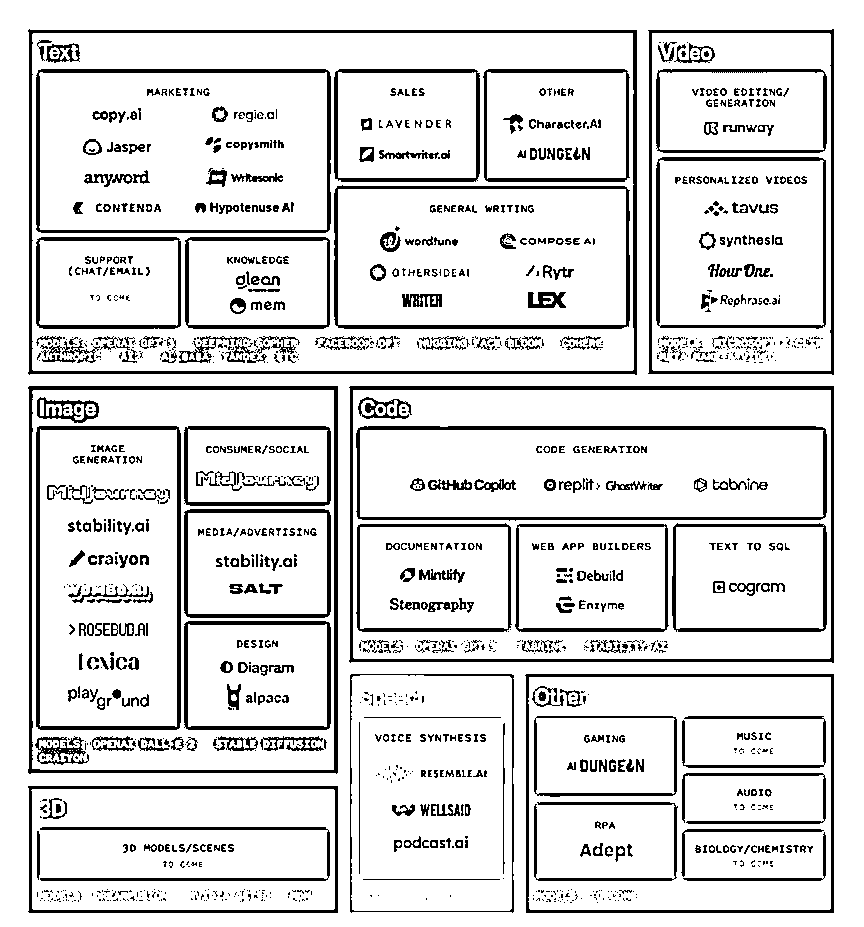 Text
MARKETING
copy.ai
regie.ai
Jasper
copysmith
anyword
Writesonic
CONTENDA
Hypotenuse AI
SALES
LAVENDER
Smartwriter.ai
OTHER
Character.AI
AI DUNGEON
SUPPORT
(CHAT/EMAIL)
TO COME
KNOWLEDGE
glean
mem
GENERAL WRITING
wordtune
COMPOSE AI
OTHERSIDEAI
Rytr
WRITER
LEX
MODELS: OPENAI GPT-3 DEEPMIND GOPHER FACEBOOK OPT HUGGING FACE BLOOM COHERE
ANTHROPIC AI2 ALIBABA, YANDEX, ETC.
Video
VIDEO EDITING/
GENERATION
runway
PERSONALIZED VIDEOS
tavus
synthesia
Hour One.
Rephrase.ai
MODELS: MICROSOFT X-CLIP
META MAKE-A-VIDEO
Image
IMAGE
GENERATION
Midjourney
stability.ai
craiyon
WOMBO.AI
ROSEBUD.AI
Lexica
playground
CONSUMER/SOCIAL
Midjourney
MEDIA/ADVERTISING
stability.ai
SALT
DESIGN
Diagram
alpaca
MODELS: OPENAI DALL-E 2 STABLE DIFFUSION
CRAIYON
Code
CODE GENERATION
GitHub Copilot
replit GhostWriter
tabnine
DOCUMENTATION
Mintlify
Stenography
WEB APP BUILDERS
Debuild
Enzyme
TEXT TO SQL
cogram
MODELS: OPENAI GPT-3 TABNINE STABILITY.AI
Speech
VOICE SYNTHESIS
RESEMBLE.AI
WELLSAID
podcast.ai
3D
3D MODELS/SCENES
TO COME
MODELS: DREAMFUSION
Other
GAMING
AI DUNGEON
RPA
Adept
MUSIC
TO COME
AUDIO
TO COME
BIOLOGY/CHEMISTRY
TO COME
MODELS: